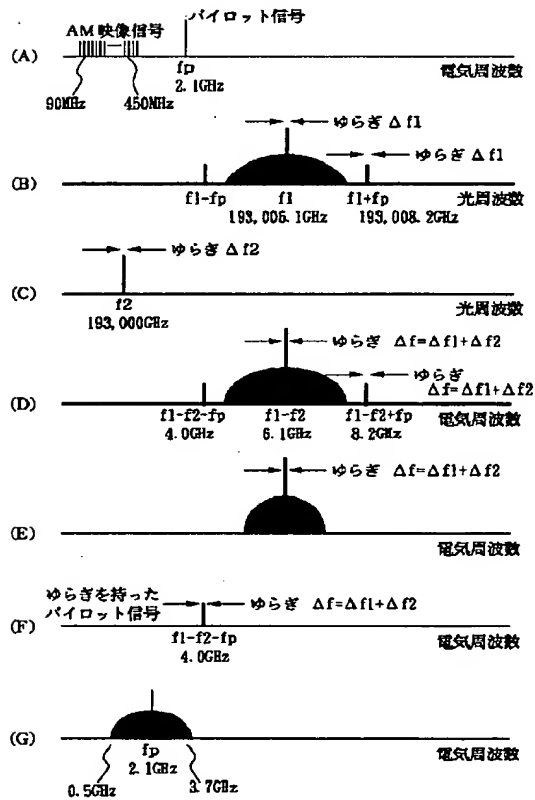 パイロット信号
AM 映像信号
(A)
fp
2.1GHz
電気周波数
90MHz
450MHz
ゆらぎ Δf1
ゆらぎ Δf1
(B)
f1-fp
f1
f1+fp
光周波数
193,006.1GHz
193,008.2GHz
ゆらぎ Δf2
(C)
f2
光周波数
193,000GHz
ゆらぎ Δf=Δf1+Δf2
ゆらぎ
Δf=Δf1+Δf2
(D)
f1-f2-fp
f1-f2
f1-f2+fp
電気周波数
4.0GHz
6.1GHz
8.2GHz
ゆらぎ Δf=Δf1+Δf2
(E)
電気周波数
ゆらぎを持った
パイロット信号
ゆらぎ Δf=Δf1+Δf2
(F)
f1-f2-fp
電気周波数
4.0GHz
(G)
fp
電気周波数
2.1GHz
0.5GHz
3.7GHz